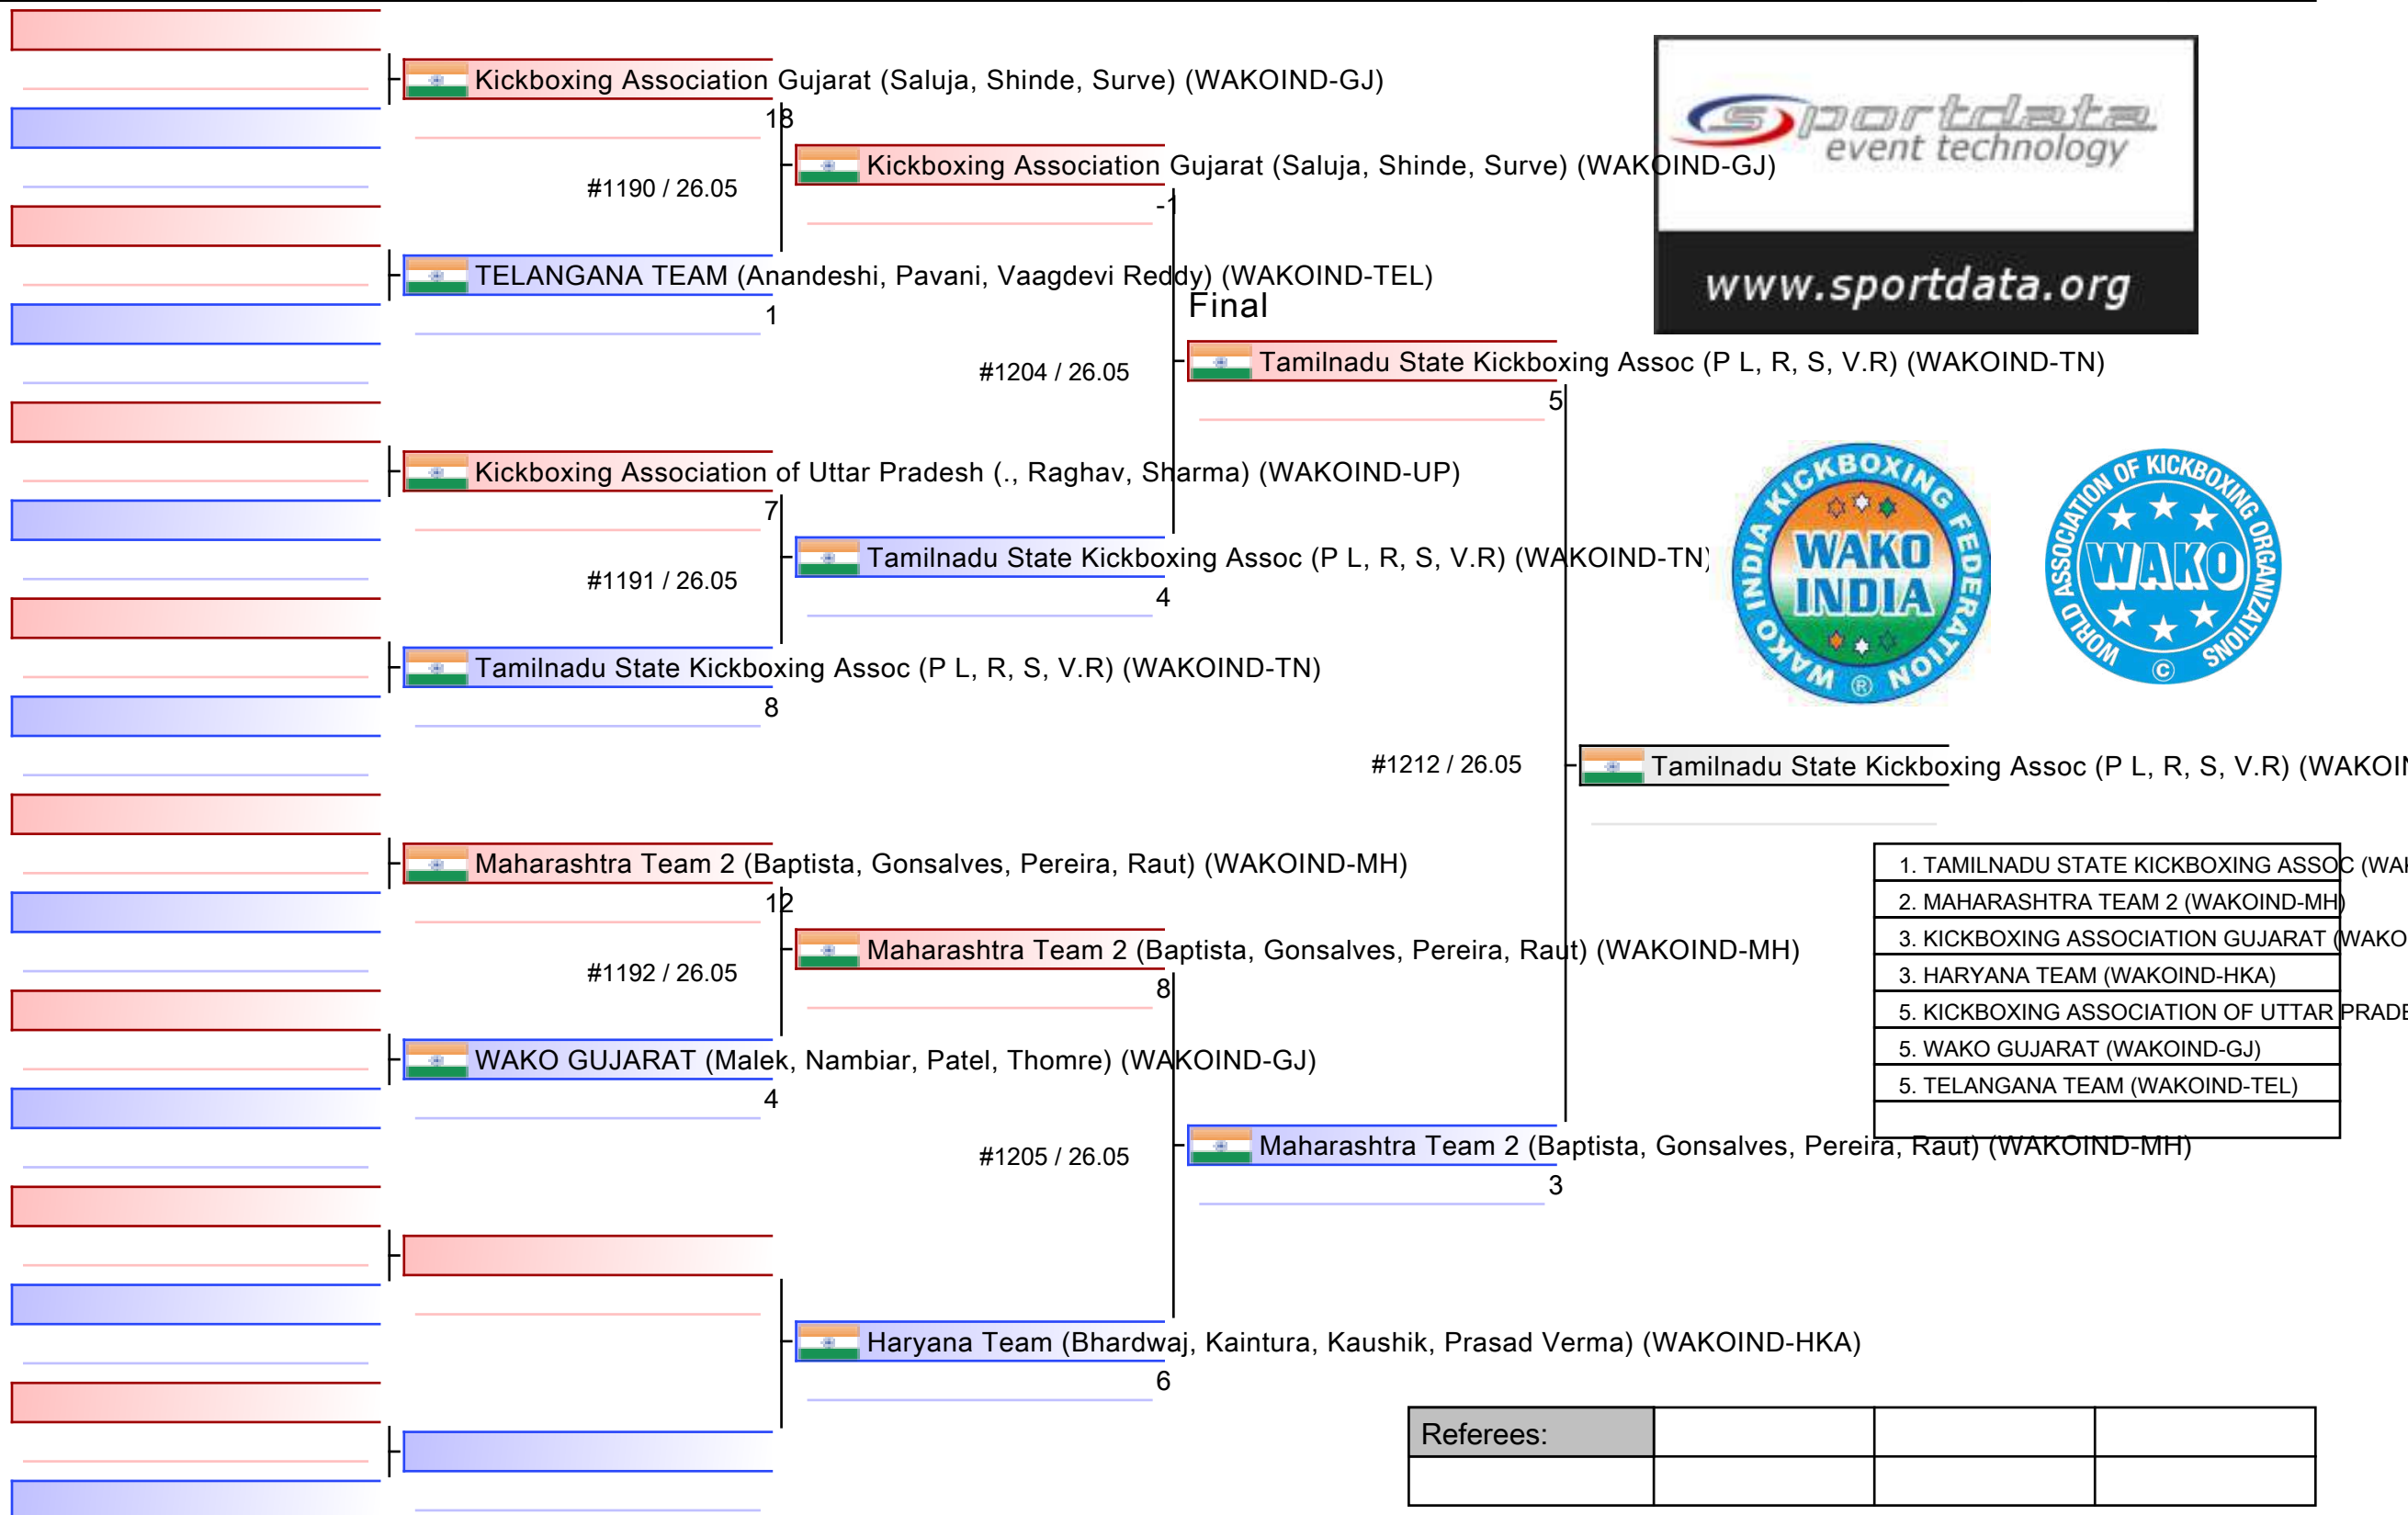 Kickboxing Association Gujarat (Saluja, Shinde, Surve) (WAKOIND-GJ)
18
#1190 / 26.05
Kickboxing Association Gujarat (Saluja, Shinde, Surve) (WAKOIND-GJ)
-1
TELANGANA TEAM (Anandeshi, Pavani, Vaagdevi Reddy) (WAKOIND-TEL)
1
Final
#1204 / 26.05
Tamilnadu State Kickboxing Assoc (P L, R, S, V.R) (WAKOIND-TN)
5
Kickboxing Association of Uttar Pradesh (., Raghav, Sharma) (WAKOIND-UP)
7
#1191 / 26.05
Tamilnadu State Kickboxing Assoc (P L, R, S, V.R) (WAKOIND-TN)
4
Tamilnadu State Kickboxing Assoc (P L, R, S, V.R) (WAKOIND-TN)
8
#1212 / 26.05
Tamilnadu State Kickboxing Assoc (P L, R, S, V.R) (WAKOIN
Maharashtra Team 2 (Baptista, Gonsalves, Pereira, Raut) (WAKOIND-MH)
12
#1192 / 26.05
Maharashtra Team 2 (Baptista, Gonsalves, Pereira, Raut) (WAKOIND-MH)
8
WAKO GUJARAT (Malek, Nambiar, Patel, Thomre) (WAKOIND-GJ)
4
#1205 / 26.05
Maharashtra Team 2 (Baptista, Gonsalves, Pereira, Raut) (WAKOIND-MH)
3
Haryana Team (Bhardwaj, Kaintura, Kaushik, Prasad Verma) (WAKOIND-HKA)
6
sportdata
event technology
www.sportdata.org
WAKO INDIA KICKBOXING FEDERATION
WAKO
INDIA
®
WORLD ASSOCIATION OF KICKBOXING ORGANIZATIONS
WAKO
©
1. TAMILNADU STATE KICKBOXING ASSOC (WAK
2. MAHARASHTRA TEAM 2 (WAKOIND-MH)
3. KICKBOXING ASSOCIATION GUJARAT (WAKO
3. HARYANA TEAM (WAKOIND-HKA)
5. KICKBOXING ASSOCIATION OF UTTAR PRADE
5. WAKO GUJARAT (WAKOIND-GJ)
5. TELANGANA TEAM (WAKOIND-TEL)
Referees: